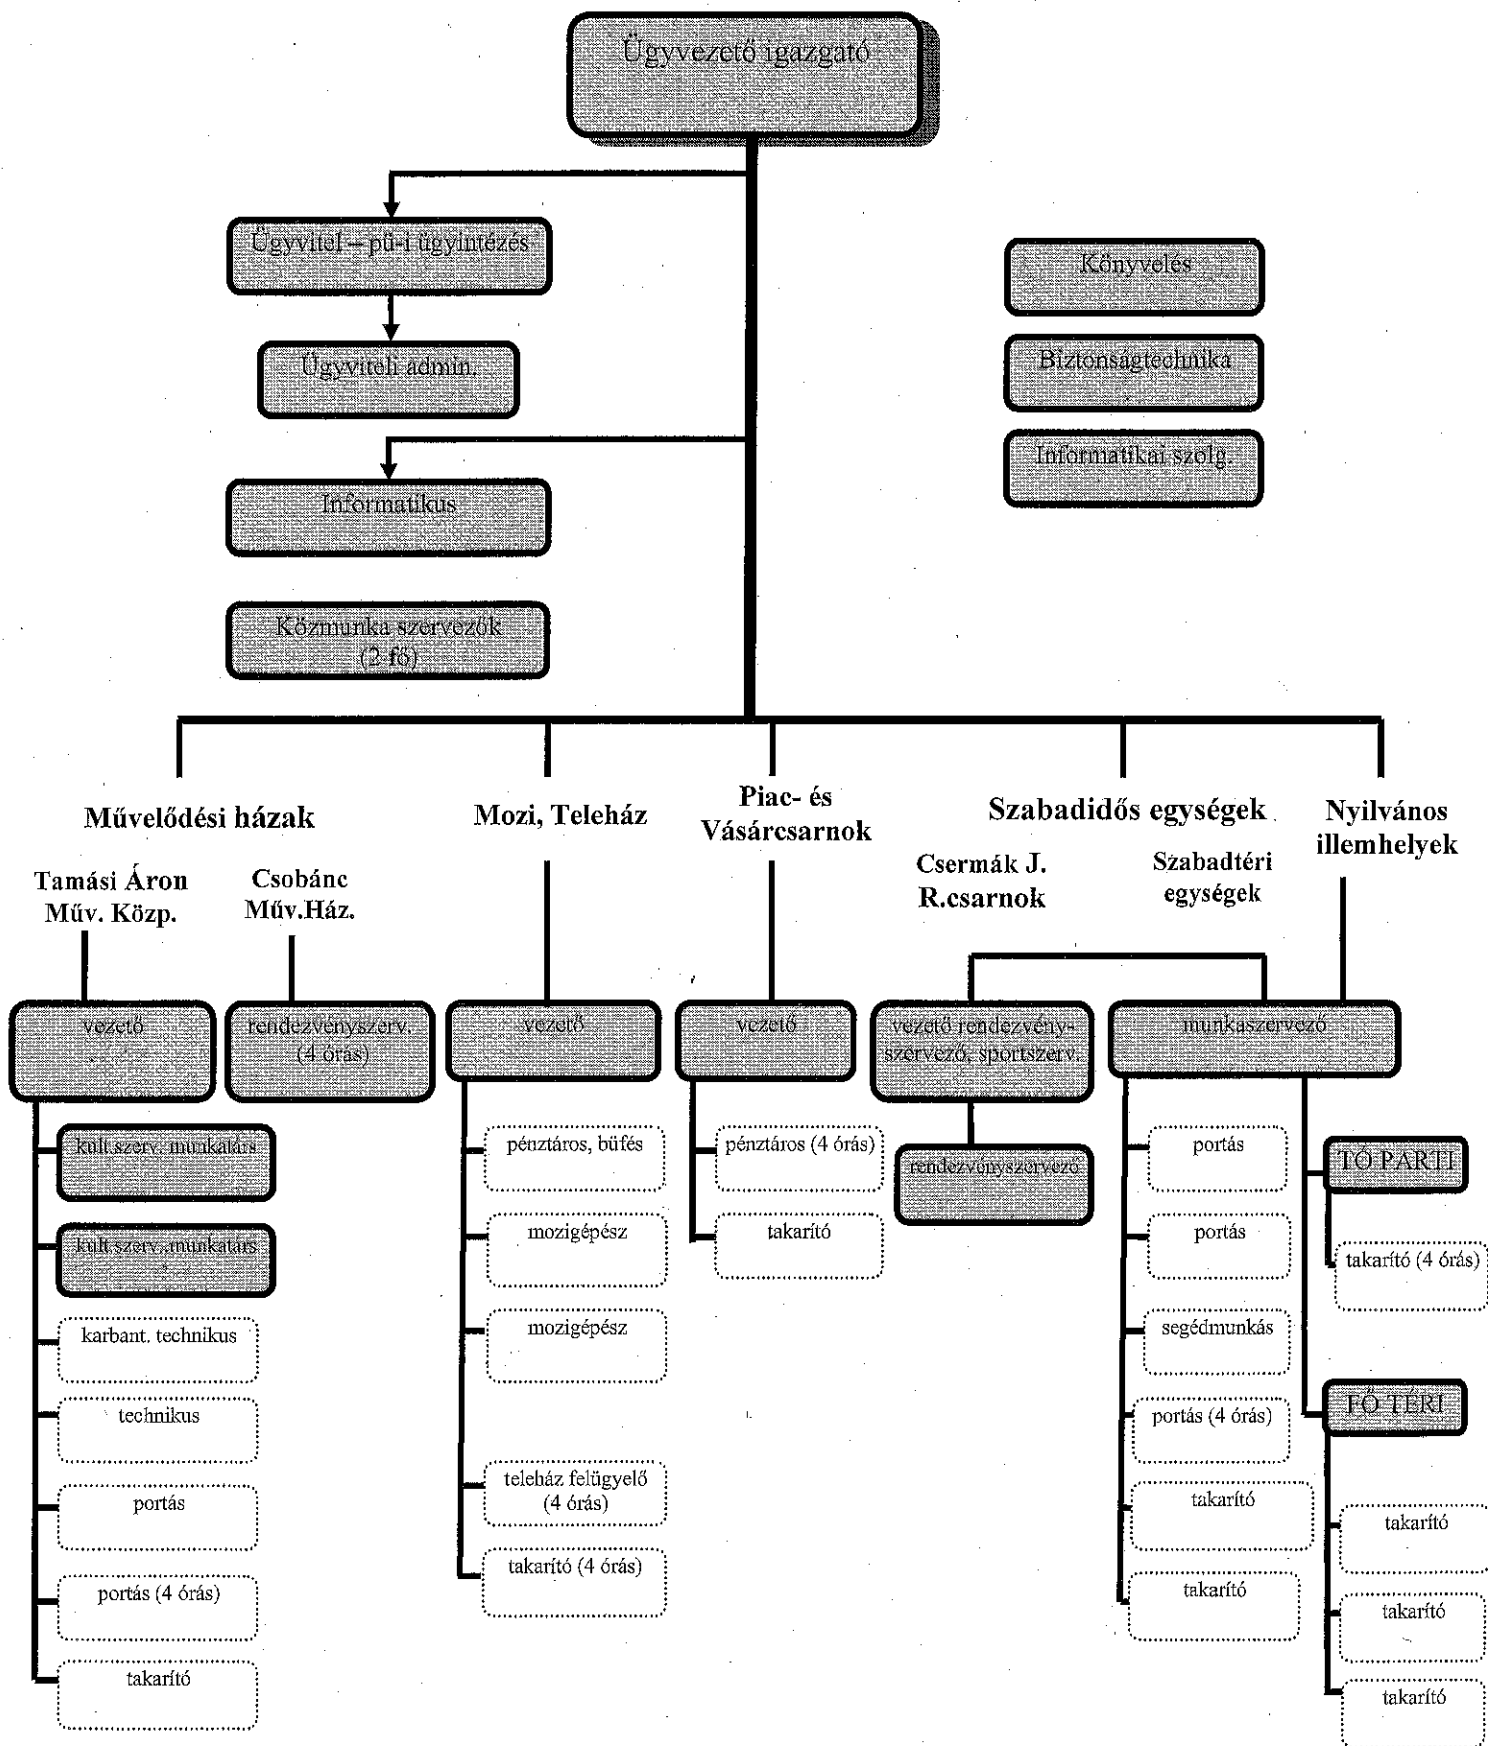 Ügyvezető igazgató
Ügyvitel – pü-i ügyintézés
Könyvelés
Ügyviteli admin.
Biztonságtechnika
Informatikai szolg.
Informatikus
Közmunka szervezők
(2 fő)
Művelődési házak
Mozi, Teleház
Piac- és
Vásárcsarnok
Szabadidős egységek
Nyilvános
illemhelyek
Tamási Áron
Műv. Közp.
Csobánc
Műv.Ház.
Csermák J.
R.csarnok
Szabadtéri
egységek
vezető
rendezvényszerv.
(4 órás)
vezető
vezető
vezető rendezvény-
szervező, sportszerv.
munkaszervező
kult.szerv. munkatárs
kult.szerv. munkatárs
karbant. technikus
technikus
portás
portás (4 órás)
takarító
pénztáros, büfés
mozigépész
mozigépész
teleház felügyelő
(4 órás)
takarító (4 órás)
pénztáros (4 órás)
takarító
rendezvényszervező
portás
portás
segédmunkás
portás (4 órás)
takarító
takarító
TÓ PARTI
takarító (4 órás)
FŐ TÉRI
takarító
takarító
takarító